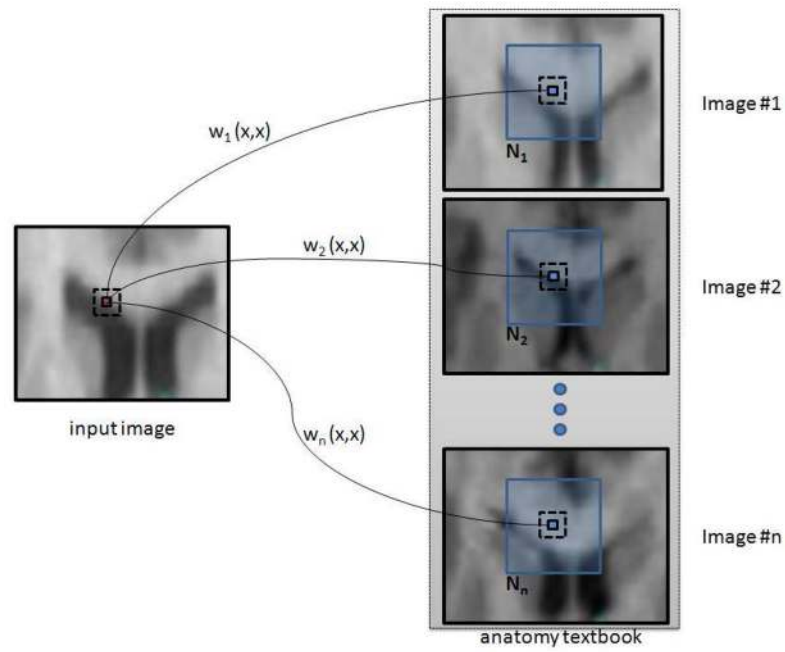 Image #1
w1(x,x)
N1
w2(x,x)
Image #2
N2
input image
wn(x,x)
Image #n
Nn
anatomy textbook